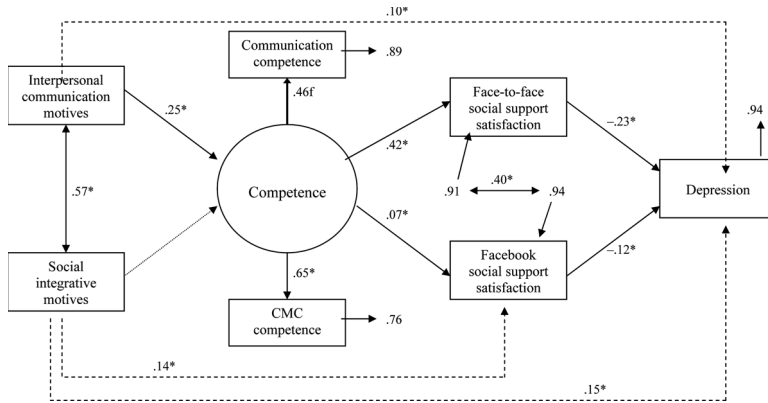 .10*
Communication
competence
.89
Interpersonal
communication
motives
.46f
Face-to-face
social support
satisfaction
.94
.25*
–.23*
.42*
.57*
Competence
.91
.40*
.94
Depression
.07*
Social
integrative
motives
.65*
Facebook
social support
satisfaction
–.12*
CMC
competence
.76
.14*
.15*